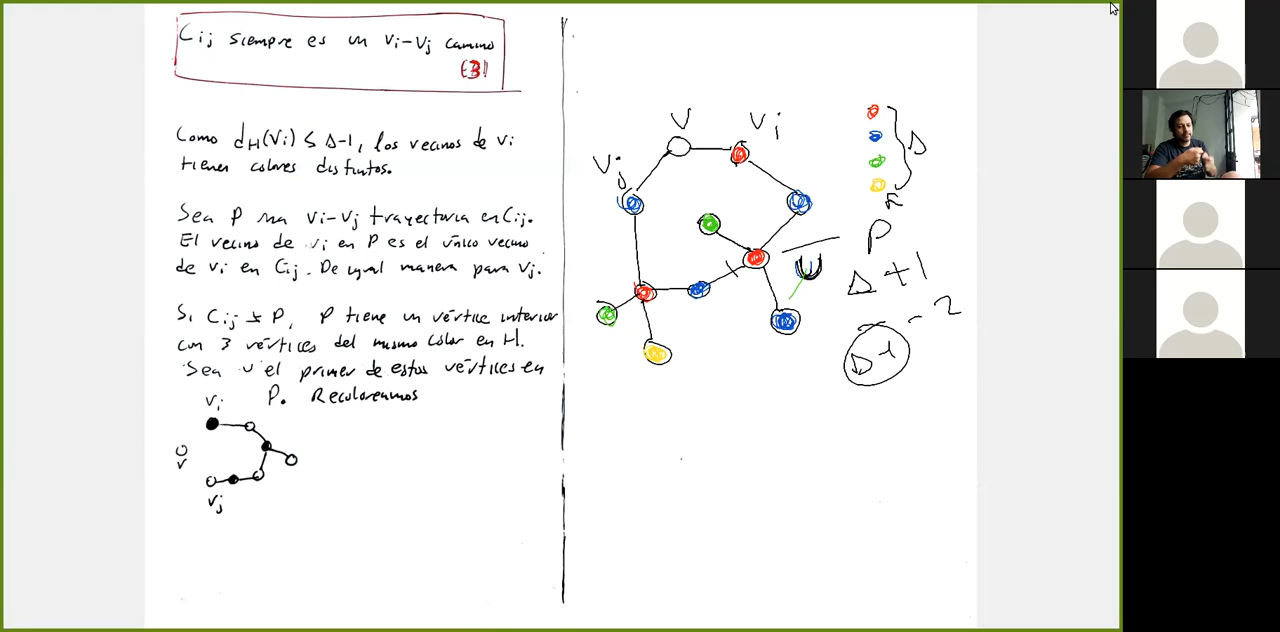 Cij siempre es un vi-vj camino
(3)
Como dH(vi) ≤ Δ-1, los vecinos de vi
tienen colores distintos.
Sea P una vi-vj trayectoria en Cij.
El vecino de vi en P es el único vecino
de vi en Cij. De igual manera para vj.
Si Cij ≠ P, P tiene un vértice interior
con 3 vértices del mismo color en H.
Sea u el primer de estos vértices en
P. Recoloreamos
vi
v
vj
v
vi
vj
Δ
P
u
Δ+1
-2